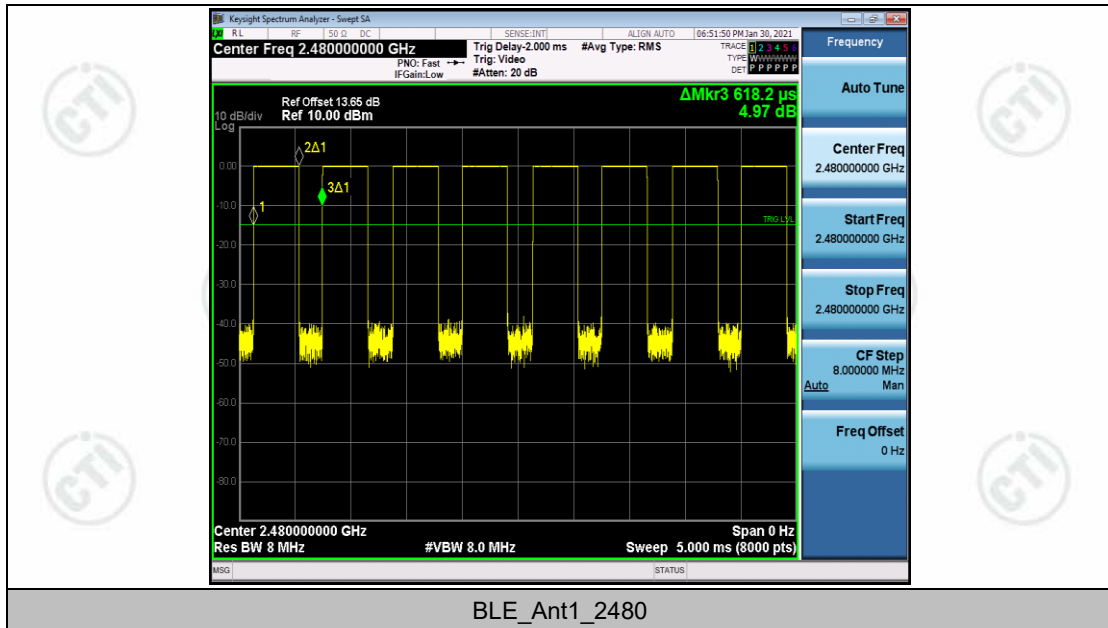 Keysight Spectrum Analyzer - Swept SA
RL RF 50 Ω DC SENSE:INT ALIGN AUTO 06:51:50 PM Jan 30, 2021
Center Freq 2.480000000 GHz
PNO: Fast
IFGain:Low
Trig Delay-2.000 ms
Trig: Video
#Atten: 20 dB
#Avg Type: RMS
TRACE 1 2 3 4 5 6
TYPE WWWWWW
DET P P P P P P
ΔMkr3 618.2 µs
4.97 dB
Ref Offset 13.65 dB
10 dB/div Ref 10.00 dBm
Log
0.00
-10.0
-20.0
-30.0
-40.0
-50.0
-60.0
-70.0
-80.0
2Δ1
3Δ1
1
TRIG LVL
Center 2.480000000 GHz Span 0 Hz
Res BW 8 MHz #VBW 8.0 MHz Sweep 5.000 ms (8000 pts)
MSG STATUS
Frequency
Auto Tune
Center Freq
2.480000000 GHz
Start Freq
2.480000000 GHz
Stop Freq
2.480000000 GHz
CF Step
8.000000 MHz
Auto Man
Freq Offset
0 Hz
CTI
CTI
CTI
CTI
BLE_Ant1_2480